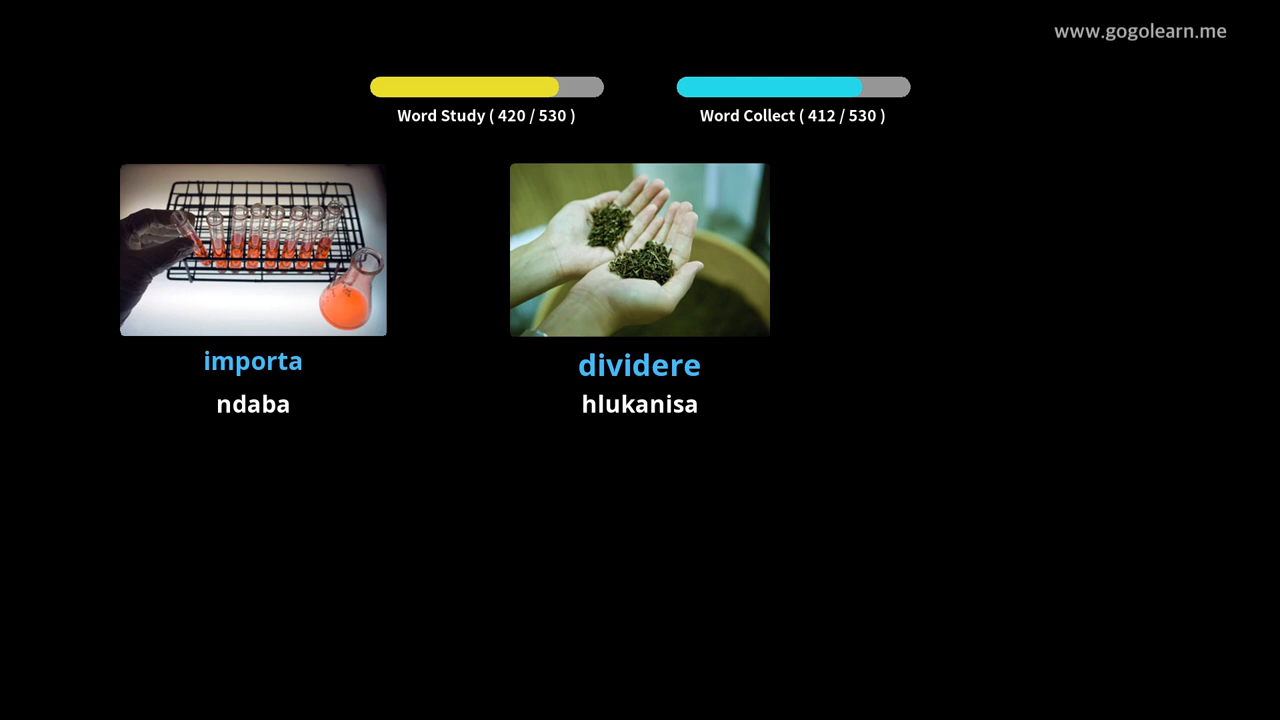 www.gogolearn.me
Word Study ( 420 / 530 )
Word Collect ( 412 / 530 )
importa
ndaba
dividere
hlukanisa